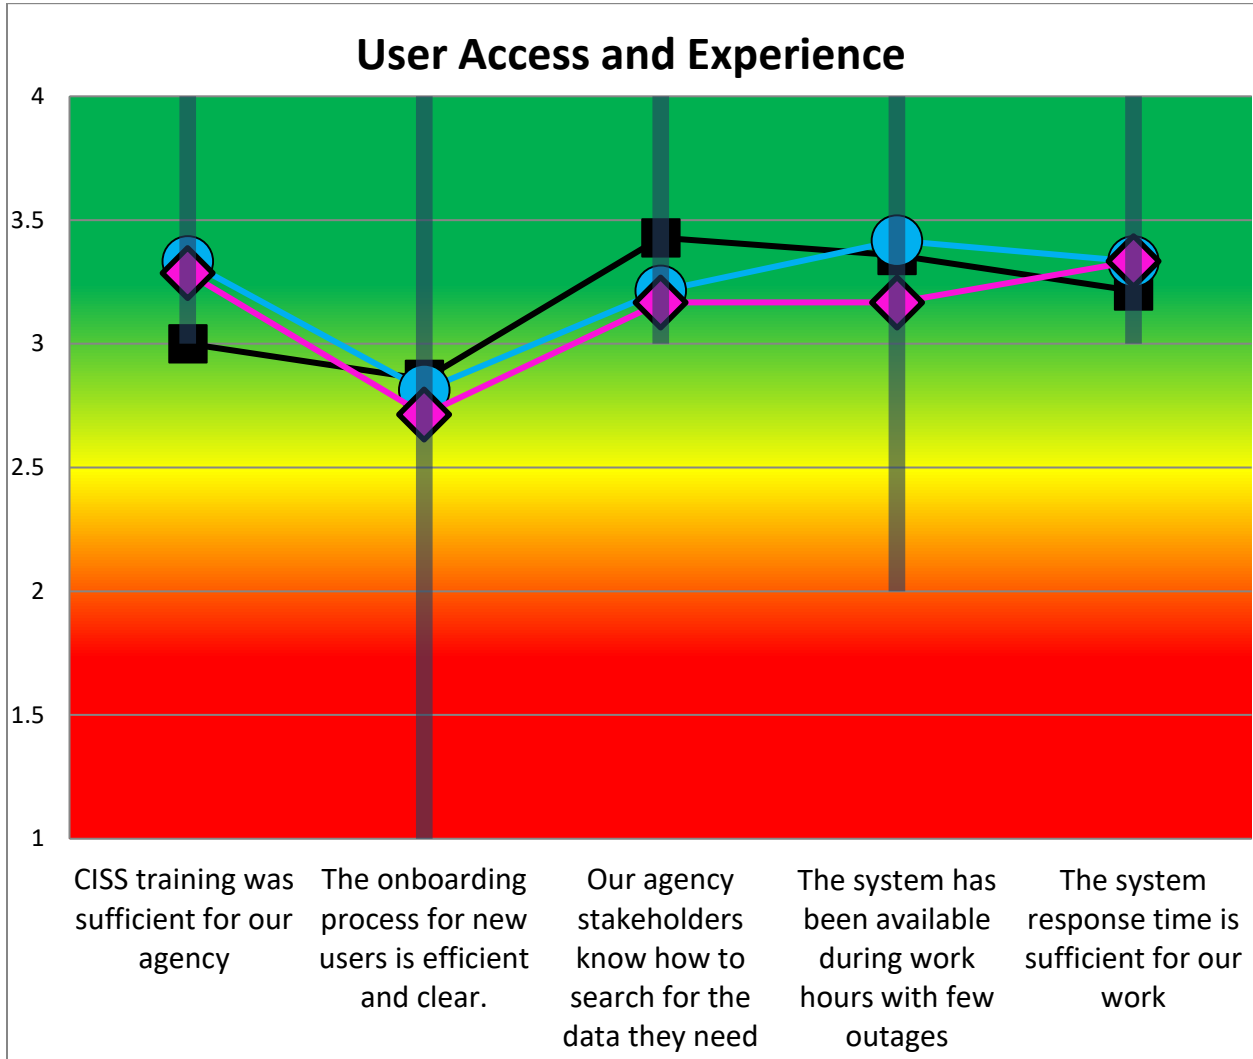 User Access and Experience
4
3.5
3
2.5
2
1.5
1
CISS training was
sufficient for our
agency
The onboarding
process for new
users is efficient
and clear.
Our agency
stakeholders
know how to
search for the
data they need
The system has
been available
during work
hours with few
outages
The system
response time is
sufficient for our
work